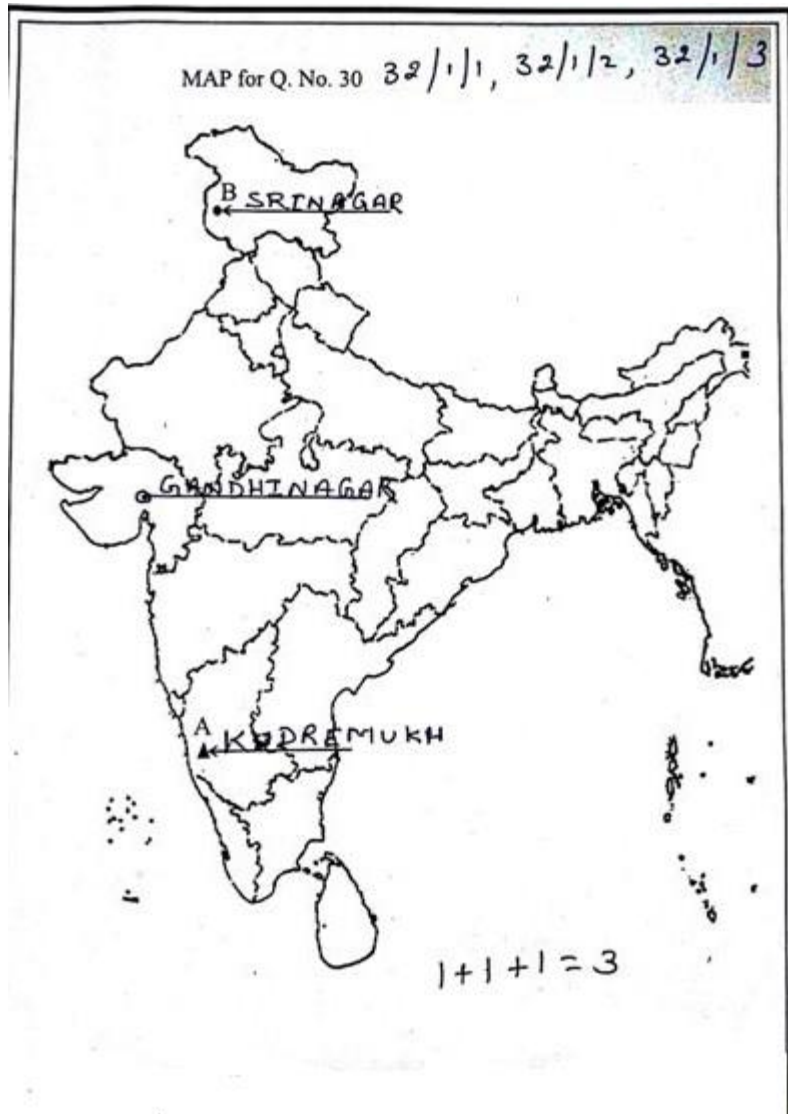 MAP for Q. No. 30 32/1/1, 32/1/2, 32/1/3
B SRINAGAR
GANDHINAGAR
A
KUDREMUKH
1+1+1=3